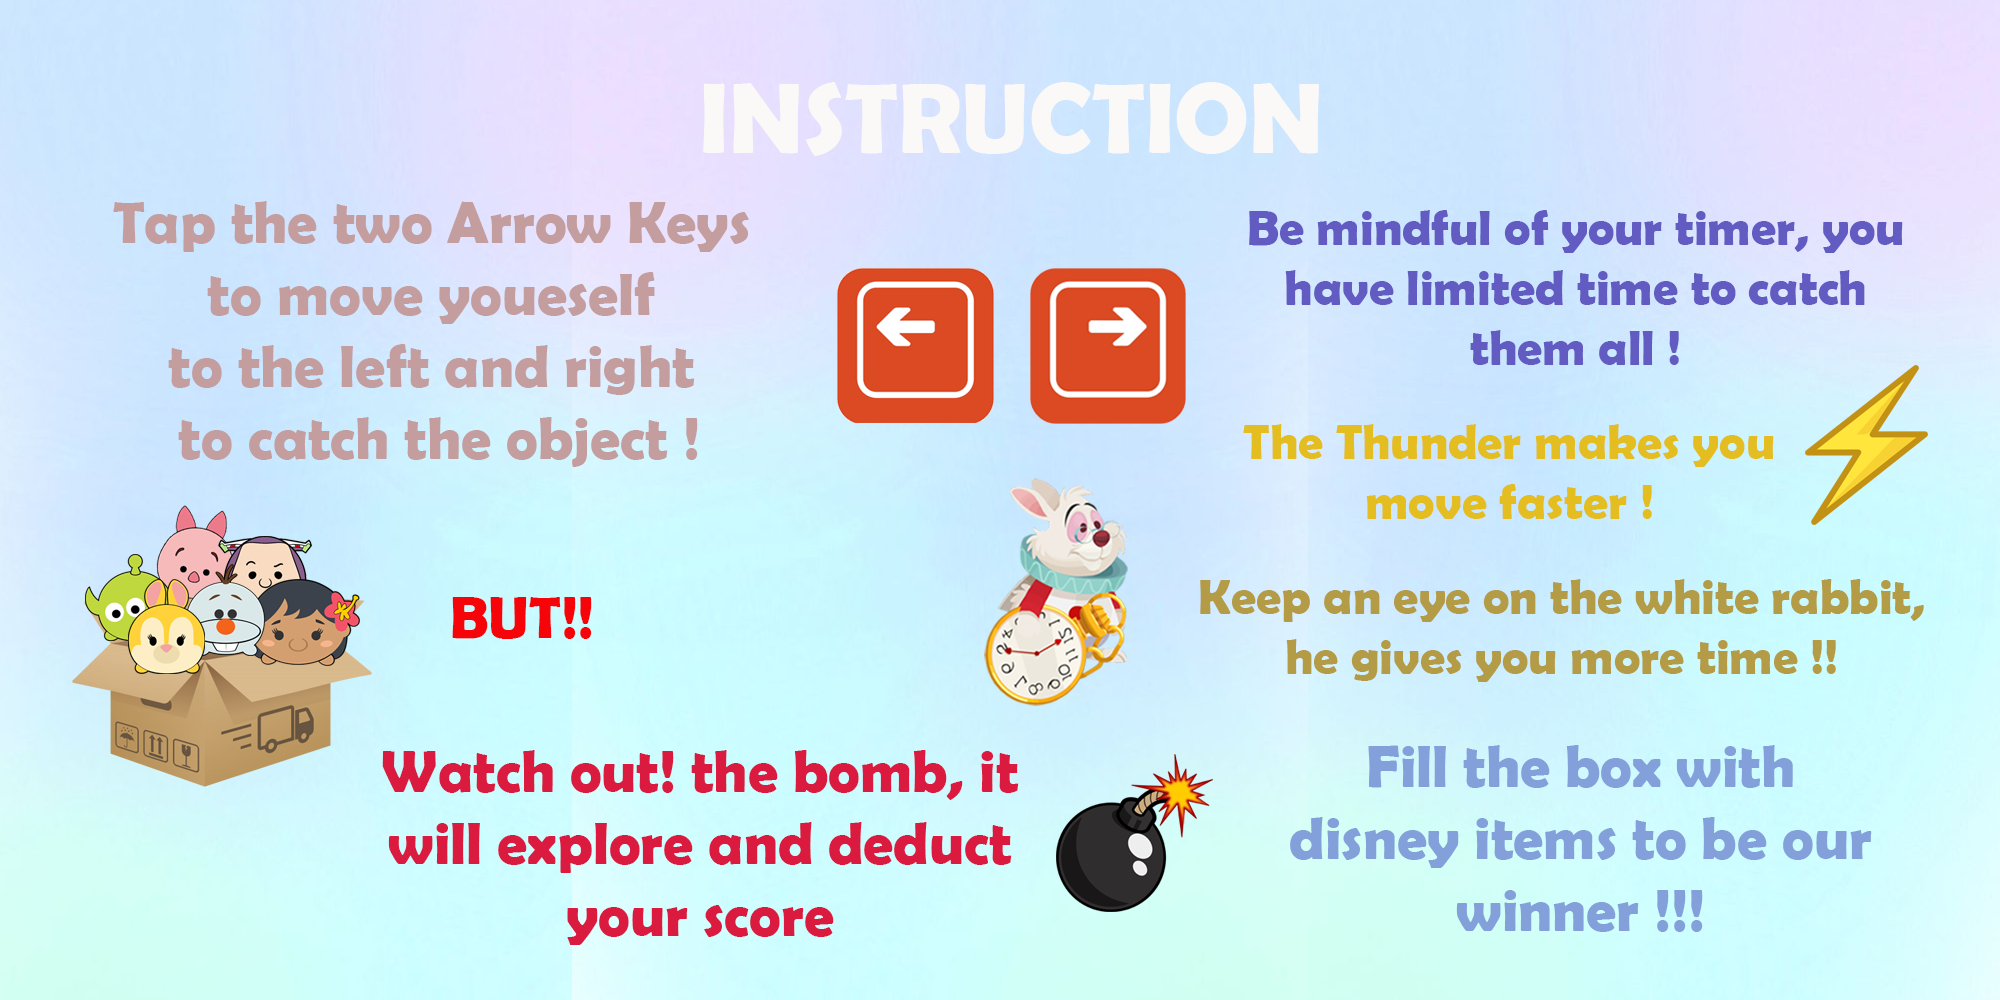 INSTRUCTION
Tap the two Arrow Keys
to move youeself
to the left and right
to catch the object !
BUT!!
Watch out! the bomb, it
will explore and deduct
your score
Be mindful of your timer, you
have limited time to catch
them all !
The Thunder makes you
move faster !
Keep an eye on the white rabbit,
he gives you more time !!
Fill the box with
disney items to be our
winner !!!